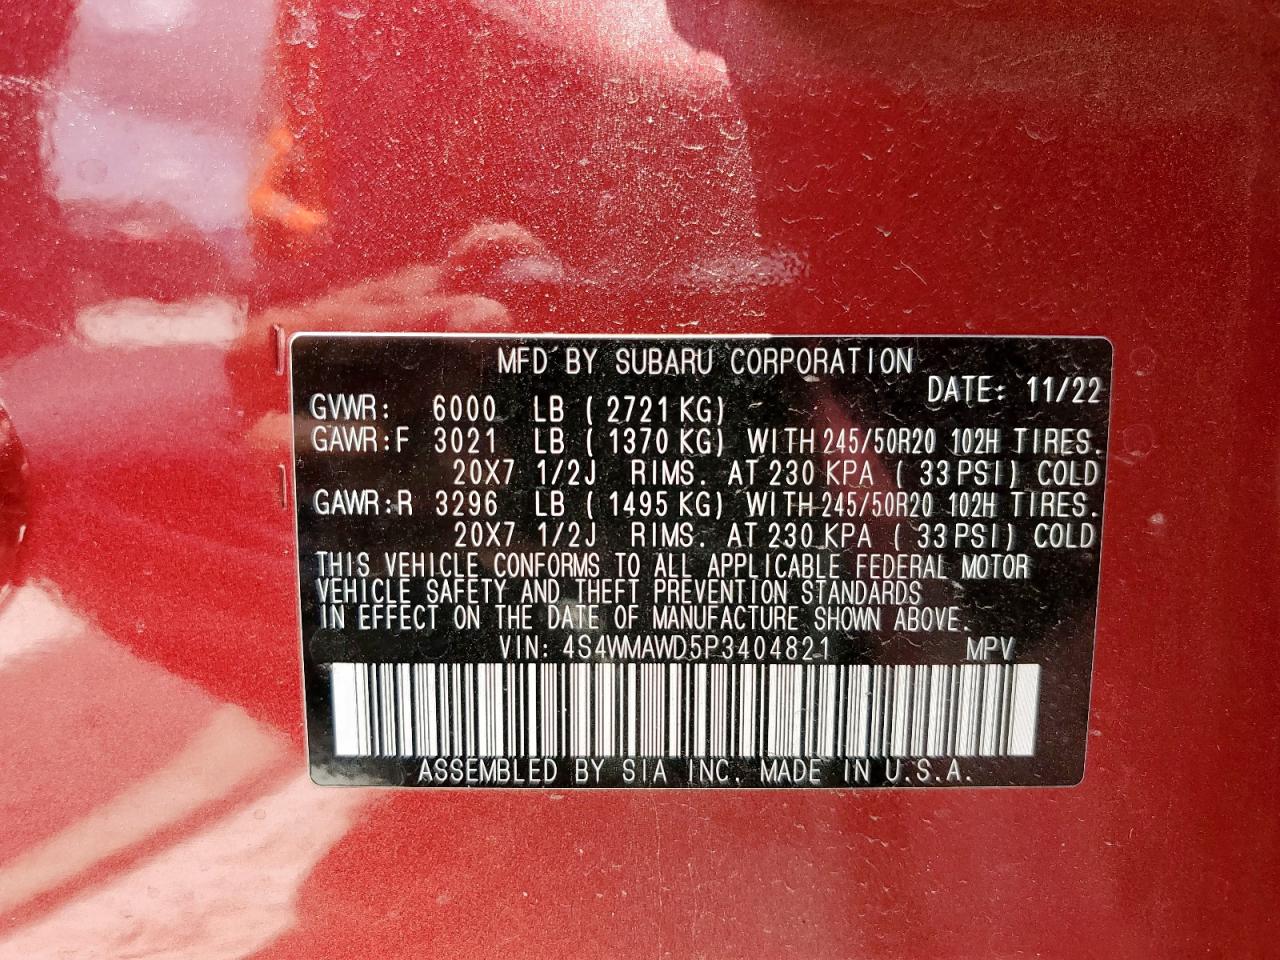 MFD BY SUBARU CORPORATION
DATE: 11/22
GVWR: 6000 LB (2721 KG)
GAWR:F 3021 LB (1370 KG) WITH 245/50R20 102H TIRES.
20X7 1/2J RIMS. AT 230 KPA (33 PSI) COLD
GAWR:R 3296 LB (1495 KG) WITH 245/50R20 102H TIRES.
20X7 1/2J RIMS. AT 230 KPA (33 PSI) COLD
THIS VEHICLE CONFORMS TO ALL APPLICABLE FEDERAL MOTOR
VEHICLE SAFETY AND THEFT PREVENTION STANDARDS
IN EFFECT ON THE DATE OF MANUFACTURE SHOWN ABOVE.
VIN: 4S4WMAWD5P3404821 MPV
ASSEMBLED BY SIA INC. MADE IN U.S.A.